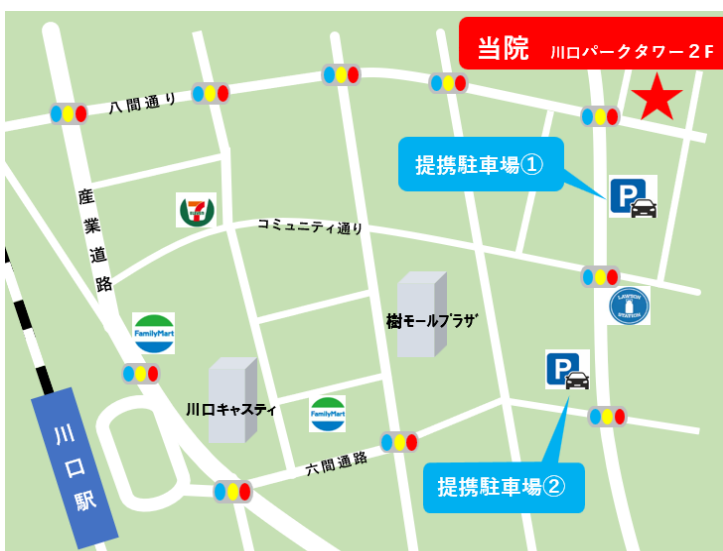 当院 川口パークタワー２F
八間通り
提携駐車場①
P
産業道路
7
コミュニティ通り
LAWSON
STATION
樹モールプラザ
FamilyMart
P
川口キャスティ
FamilyMart
川口駅
六間通路
提携駐車場②